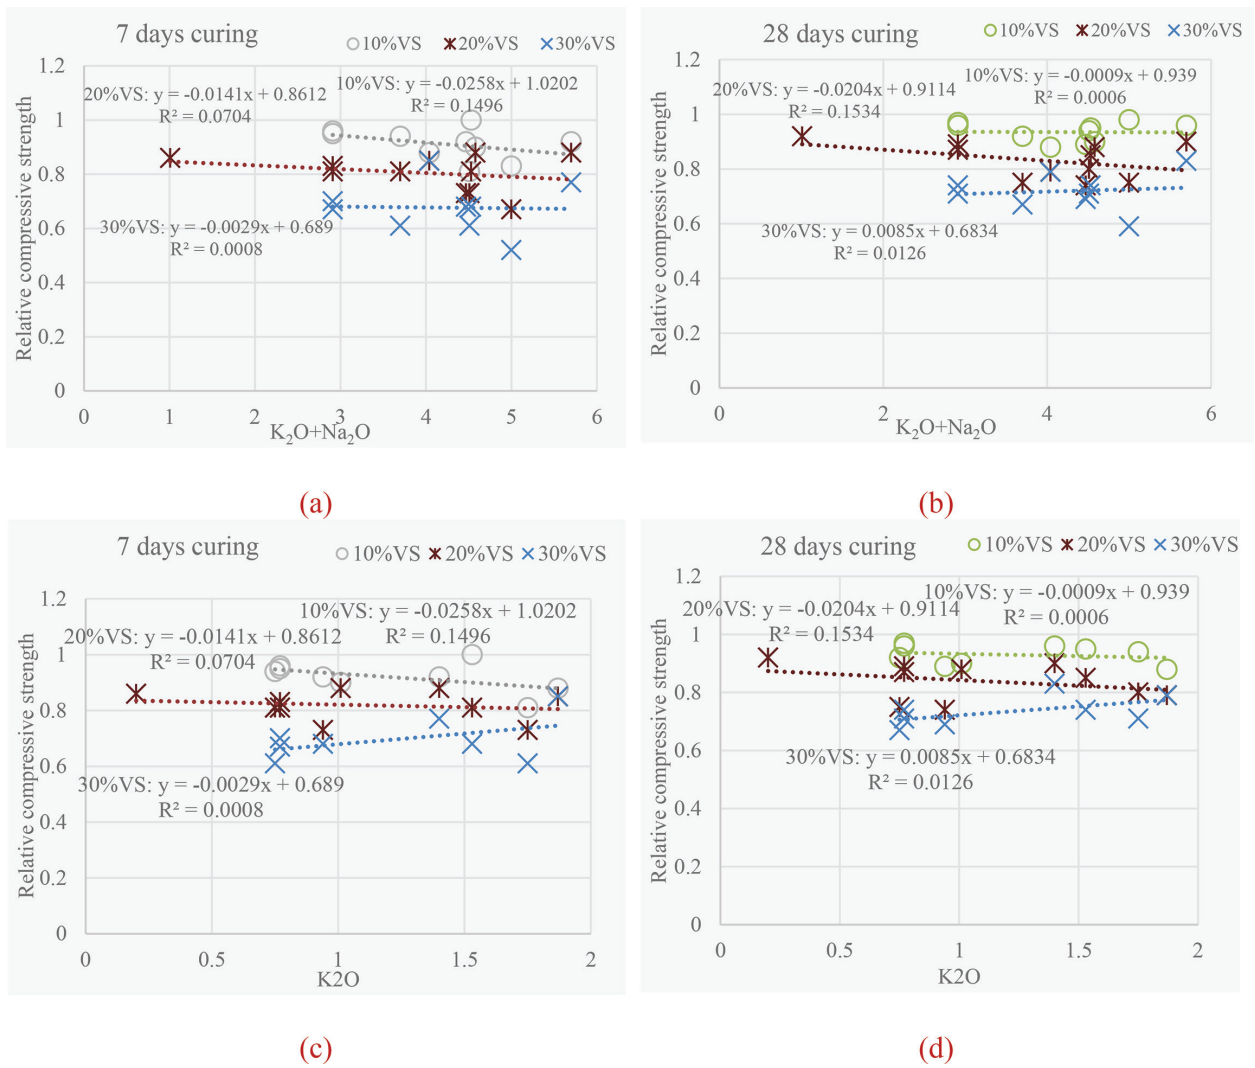 7 days curing
10%VS 20%VS 30%VS
Relative compressive strength
1.2
1
0.8
0.6
0.4
0.2
0
20%VS: y = -0.0141x + 0.8612
R² = 0.0704
10%VS: y = -0.0258x + 1.0202
R² = 0.1496
30%VS: y = -0.0029x + 0.689
R² = 0.0008
0 1 2 3 4 5 6
K₂O+Na₂O
(a)
28 days curing
10%VS 20%VS 30%VS
Relative compressive strength
1.2
1
0.8
0.6
0.4
0.2
0
20%VS: y = -0.0204x + 0.9114
R² = 0.1534
10%VS: y = -0.0009x + 0.939
R² = 0.0006
30%VS: y = 0.0085x + 0.6834
R² = 0.0126
0 2 4 6
K₂O+Na₂O
(b)
7 days curing
10%VS 20%VS 30%VS
Relative compressive strength
1.2
1
0.8
0.6
0.4
0.2
0
10%VS: y = -0.0258x + 1.0202
R² = 0.1496
20%VS: y = -0.0141x + 0.8612
R² = 0.0704
30%VS: y = -0.0029x + 0.689
R² = 0.0008
0 0.5 1 1.5 2
K2O
(c)
28 days curing
10%VS 20%VS 30%VS
Relative compressive strength
1.2
1
0.8
0.6
0.4
0.2
0
10%VS: y = -0.0009x + 0.939
R² = 0.0006
20%VS: y = -0.0204x + 0.9114
R² = 0.1534
30%VS: y = 0.0085x + 0.6834
R² = 0.0126
0 0.5 1 1.5 2
K2O
(d)